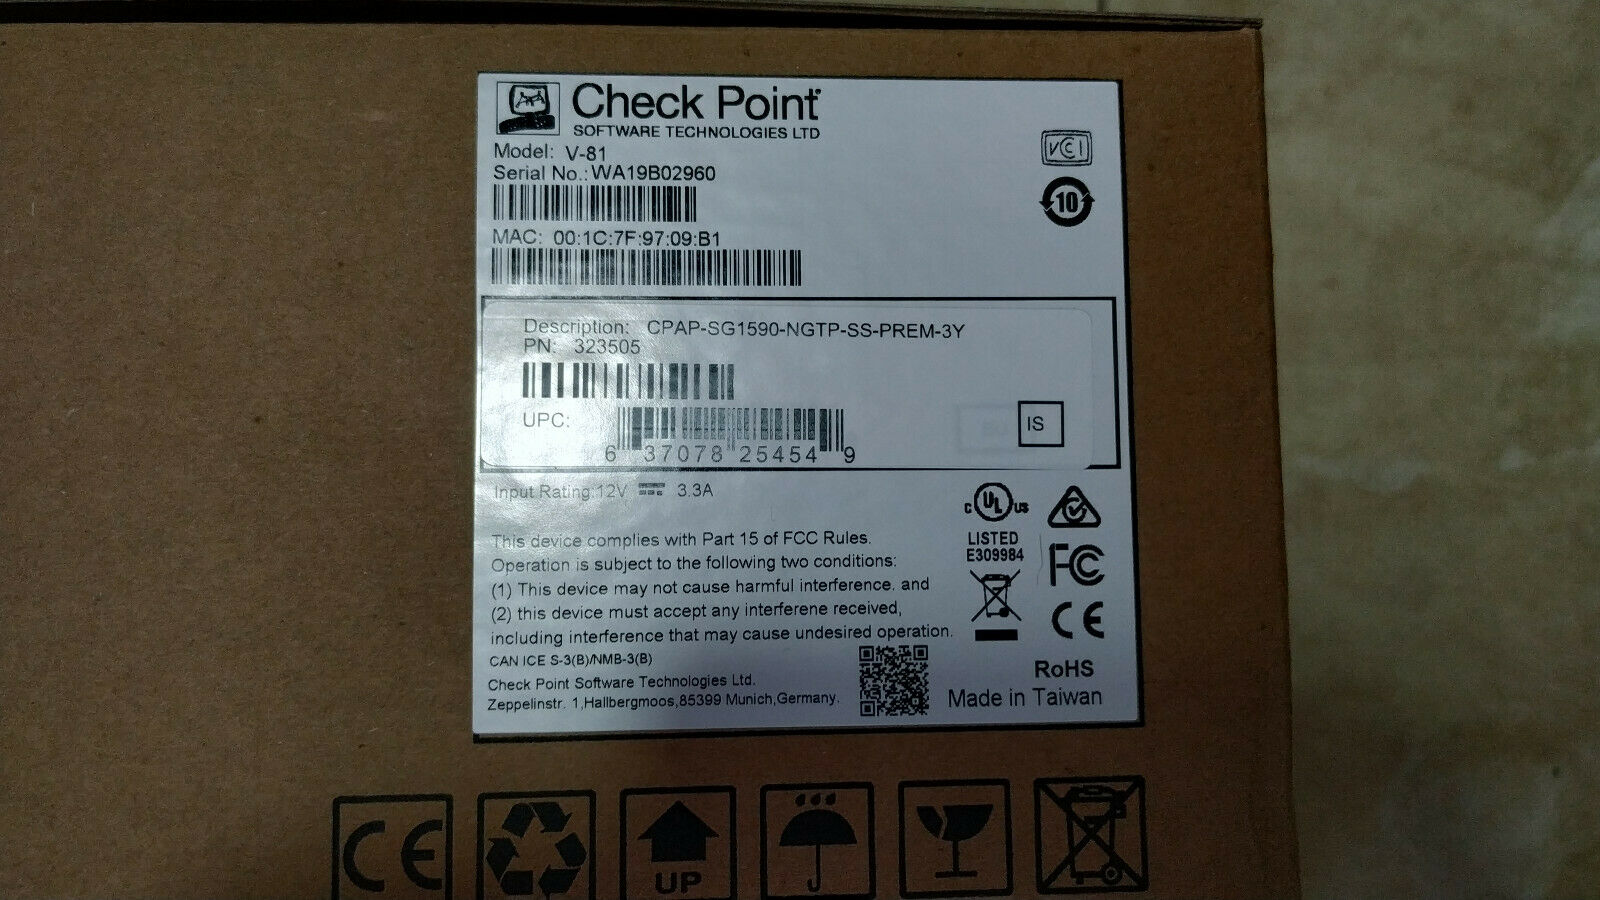 Check Point
SOFTWARE TECHNOLOGIES LTD
Model: V-81
Serial No.: WA19B02960
VCI
10
MAC: 00:1C:7F:97:09:B1
Description: CPAP-SG1590-NGTP-SS-PREM-3Y
PN: 323505
UPC:
6 37078 25454 9
IS
Input Rating:12V 3.3A
C UL US
LISTED
E309984
FC
CE
This device complies with Part 15 of FCC Rules.
Operation is subject to the following two conditions:
(1) This device may not cause harmful interference. and
(2) this device must accept any interferene received,
including interference that may cause undesired operation.
CAN ICE S-3(B)/NMB-3(B)
Check Point Software Technologies Ltd.
Zeppelinstr. 1,Hallbergmoos,85399 Munich,Germany.
RoHS
Made in Taiwan
CE
UP